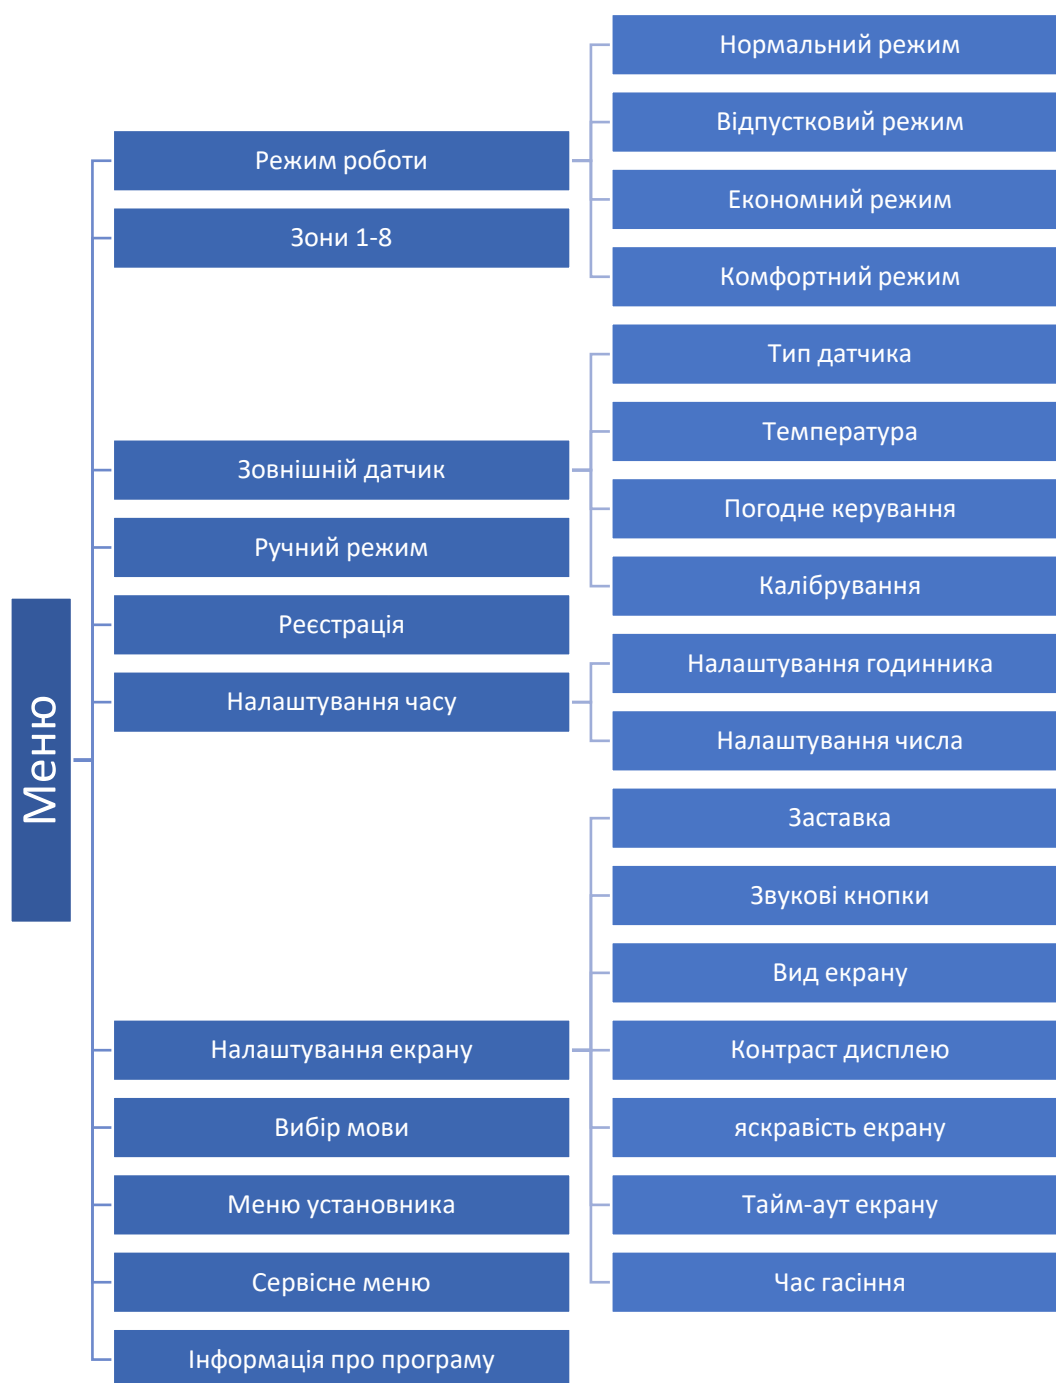 Меню
Режим роботи
Нормальний режим
Відпустковий режим
Економний режим
Комфортний режим
Зони 1-8
Зовнішній датчик
Тип датчика
Температура
Погодне керування
Калібрування
Ручний режим
Реєстрація
Налаштування часу
Налаштування годинника
Налаштування числа
Налаштування екрану
Заставка
Звукові кнопки
Вид екрану
Контраст дисплею
яскравість екрану
Тайм-аут екрану
Час гасіння
Вибір мови
Меню установника
Сервісне меню
Інформація про програму